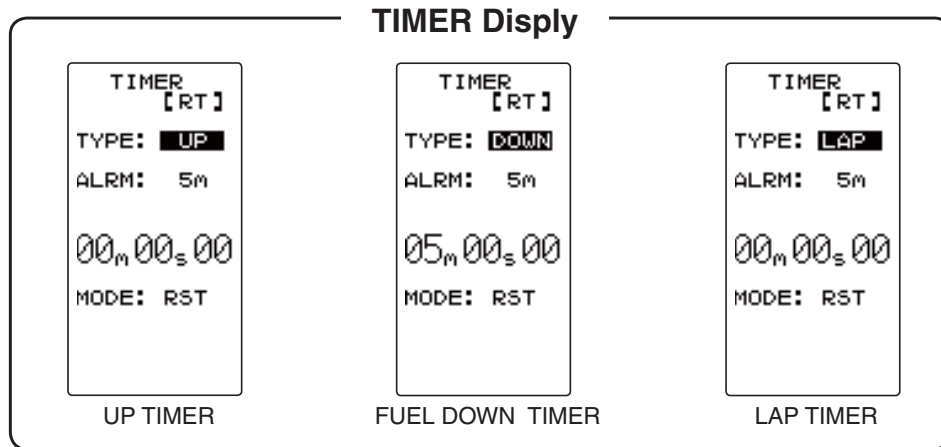 TIMER Disply
TIMER
[RT]
TYPE: UP
ALRM: 5m
00m00s00
MODE: RST
UP TIMER
TIMER
[RT]
TYPE: DOWN
ALRM: 5m
05m00s00
MODE: RST
FUEL DOWN TIMER
TIMER
[RT]
TYPE: LAP
ALRM: 5m
00m00s00
MODE: RST
LAP TIMER